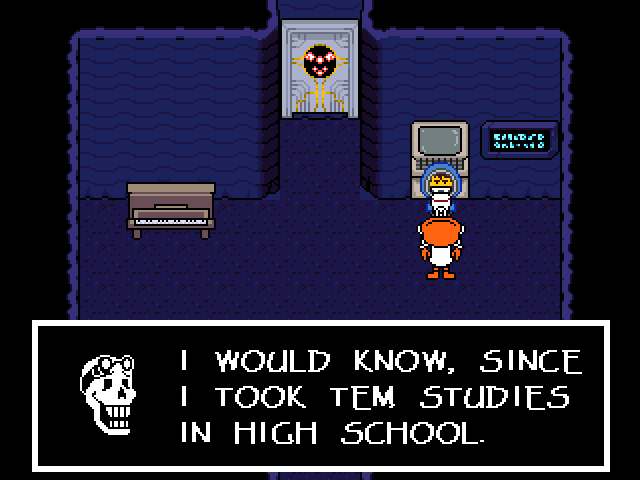 I WOULD KNOW, SINCE
I TOOK TEM STUDIES
IN HIGH SCHOOL.